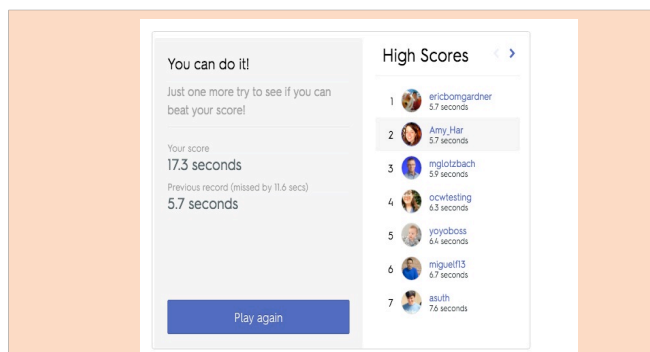 You can do it!
Just one more try to see if you can
beat your score!
Your score
17.3 seconds
Previous record (missed by 11.6 secs)
5.7 seconds
Play again
High Scores
1 ericbomgardner
5.7 seconds
2 Amy_Har
5.7 seconds
3 mglotzbach
5.9 seconds
4 ocwtesting
6.3 seconds
5 yoyoboss
6.4 seconds
6 miguelf13
6.7 seconds
7 asuth
7.6 seconds